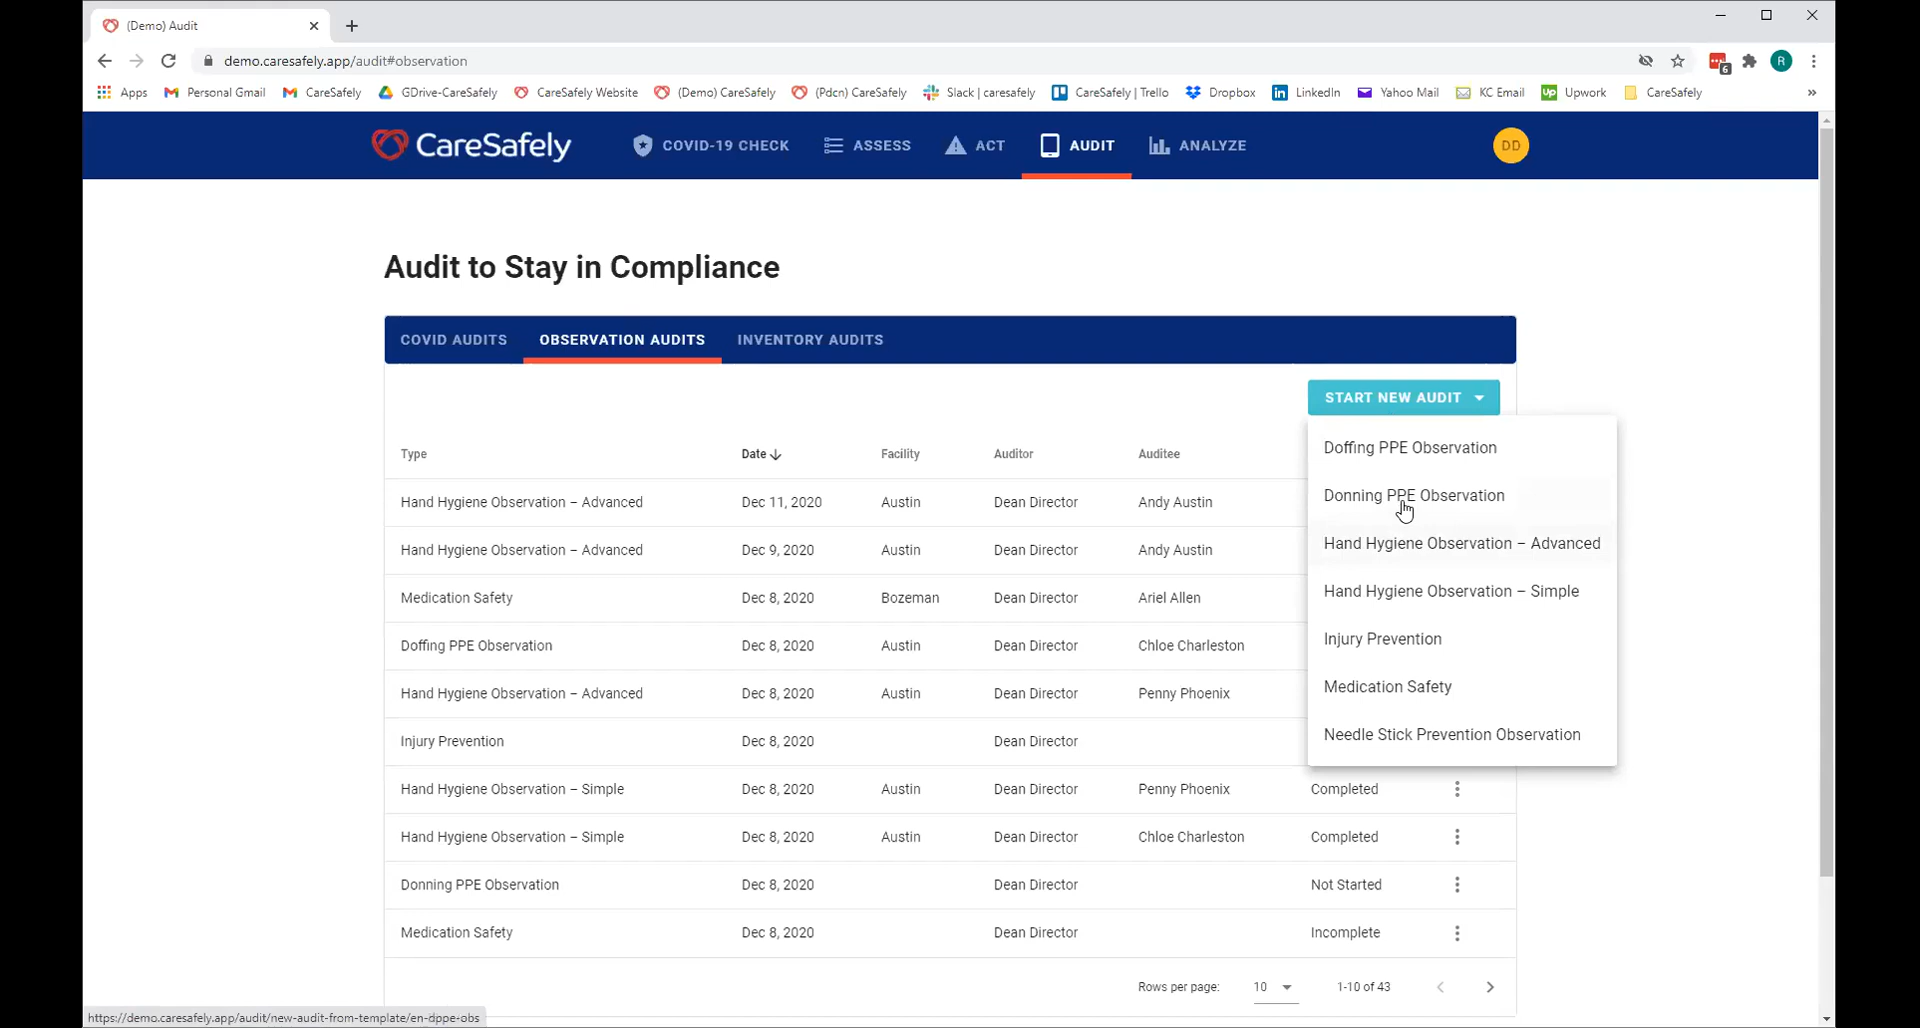 (Demo) Audit
demo.caresafely.app/audit#observation
6
R
Apps Personal Gmail CareSafely GDrive-CareSafely CareSafely Website (Demo) CareSafely (Pdcn) CareSafely Slack | caresafely CareSafely | Trello Dropbox LinkedIn Yahoo Mail KC Email Upwork CareSafely »
CareSafely COVID-19 CHECK ASSESS ACT AUDIT ANALYZE DD
Audit to Stay in Compliance
COVID AUDITS OBSERVATION AUDITS INVENTORY AUDITS
START NEW AUDIT
Doffing PPE Observation
Donning PPE Observation
Hand Hygiene Observation – Advanced
Hand Hygiene Observation – Simple
Injury Prevention
Medication Safety
Needle Stick Prevention Observation
Type Date Facility Auditor Auditee
Hand Hygiene Observation – Advanced Dec 11, 2020 Austin Dean Director Andy Austin
Hand Hygiene Observation – Advanced Dec 9, 2020 Austin Dean Director Andy Austin
Medication Safety Dec 8, 2020 Bozeman Dean Director Ariel Allen
Doffing PPE Observation Dec 8, 2020 Austin Dean Director Chloe Charleston
Hand Hygiene Observation – Advanced Dec 8, 2020 Austin Dean Director Penny Phoenix
Injury Prevention Dec 8, 2020 Dean Director
Hand Hygiene Observation – Simple Dec 8, 2020 Austin Dean Director Penny Phoenix Completed
Hand Hygiene Observation – Simple Dec 8, 2020 Austin Dean Director Chloe Charleston Completed
Donning PPE Observation Dec 8, 2020 Dean Director Not Started
Medication Safety Dec 8, 2020 Dean Director Incomplete
Rows per page: 10 1-10 of 43
https://demo.caresafely.app/audit/new-audit-from-template/en-dppe-obs